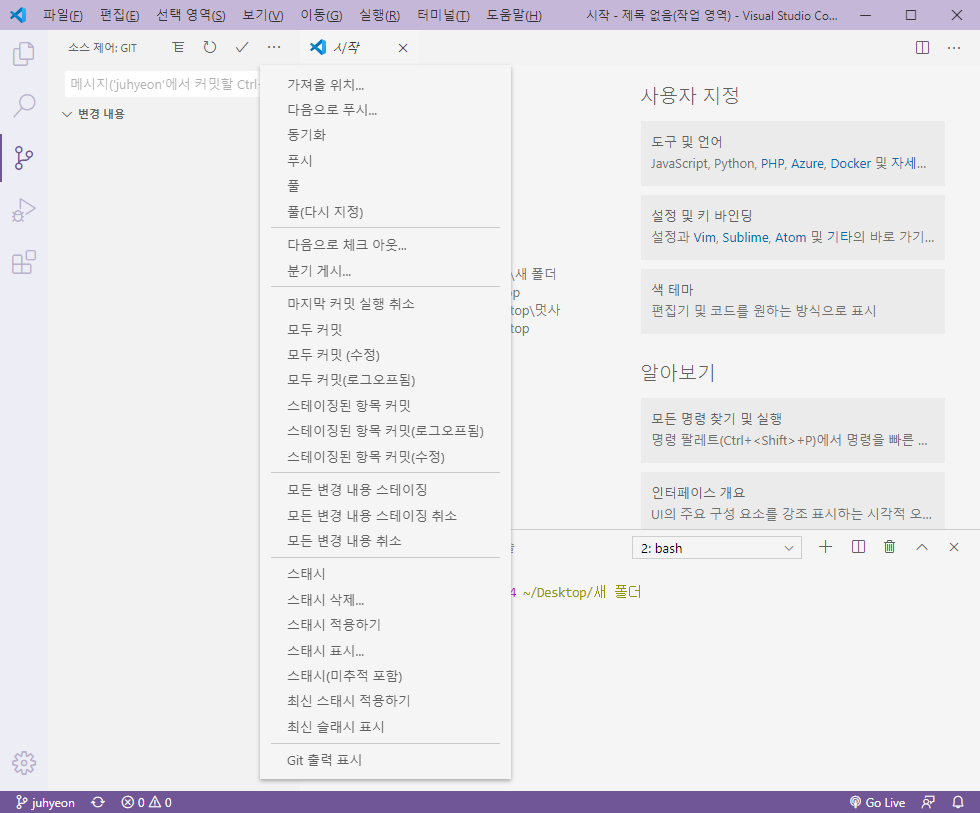 파일(F) 편집(E) 선택 영역(S) 보기(V) 이동(G) 실행(R) 터미널(T) 도움말(H) 시작 - 제목 없음(작업 영역) - Visual Studio Co...
소스 제어: GIT
시작
메시지('juhyeon'에서 커밋할 Ctrl+
변경 내용
가져올 위치...
다음으로 푸시...
동기화
푸시
풀
풀(다시 지정)
다음으로 체크 아웃...
분기 게시...
마지막 커밋 실행 취소
모두 커밋
모두 커밋 (수정)
모두 커밋(로그오프됨)
스테이징된 항목 커밋
스테이징된 항목 커밋(로그오프됨)
스테이징된 항목 커밋(수정)
모든 변경 내용 스테이징
모든 변경 내용 스테이징 취소
모든 변경 내용 취소
스태시
스태시 삭제...
스태시 적용하기
스태시 표시...
스태시(미추적 포함)
최신 스태시 적용하기
최신 슬래시 표시
Git 출력 표시
\새 폴더
op
top\멋사
top
사용자 지정
도구 및 언어
JavaScript, Python, PHP, Azure, Docker 및 자세...
설정 및 키 바인딩
설정과 Vim, Sublime, Atom 및 기타의 바로 가기...
색 테마
편집기 및 코드를 원하는 방식으로 표시
알아보기
모든 명령 찾기 및 실행
명령 팔레트(Ctrl+<Shift>+P)에서 명령을 빠른 ...
인터페이스 개요
UI의 주요 구성 요소를 강조 표시하는 시각적 오...
2: bash
4 ~/Desktop/새 폴더
juhyeon 0 0 Go Live